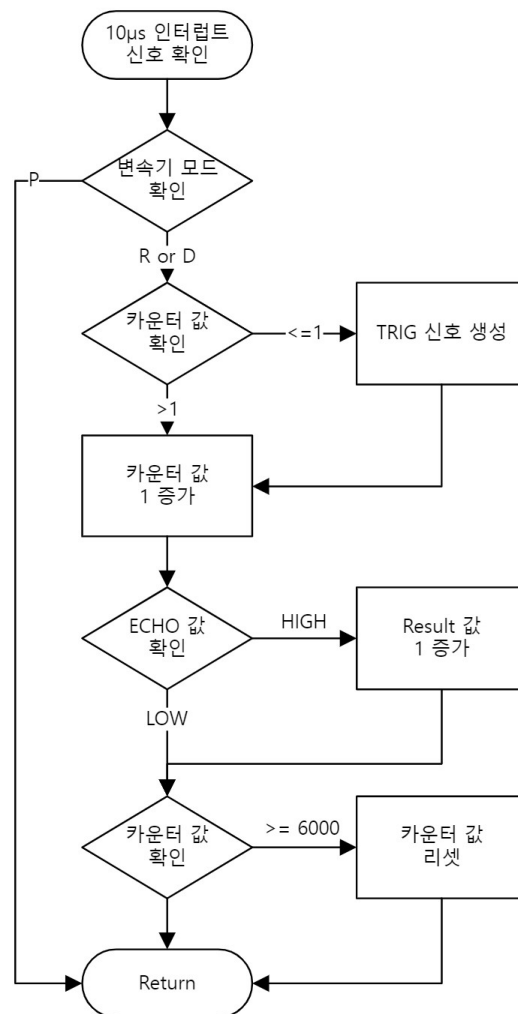 10µs 인터럽트
신호 확인
변속기 모드
확인
P
R or D
카운터 값
확인
<=1
TRIG 신호 생성
>1
카운터 값
1 증가
ECHO 값
확인
HIGH
Result 값
1 증가
LOW
카운터 값
확인
>= 6000
카운터 값
리셋
Return